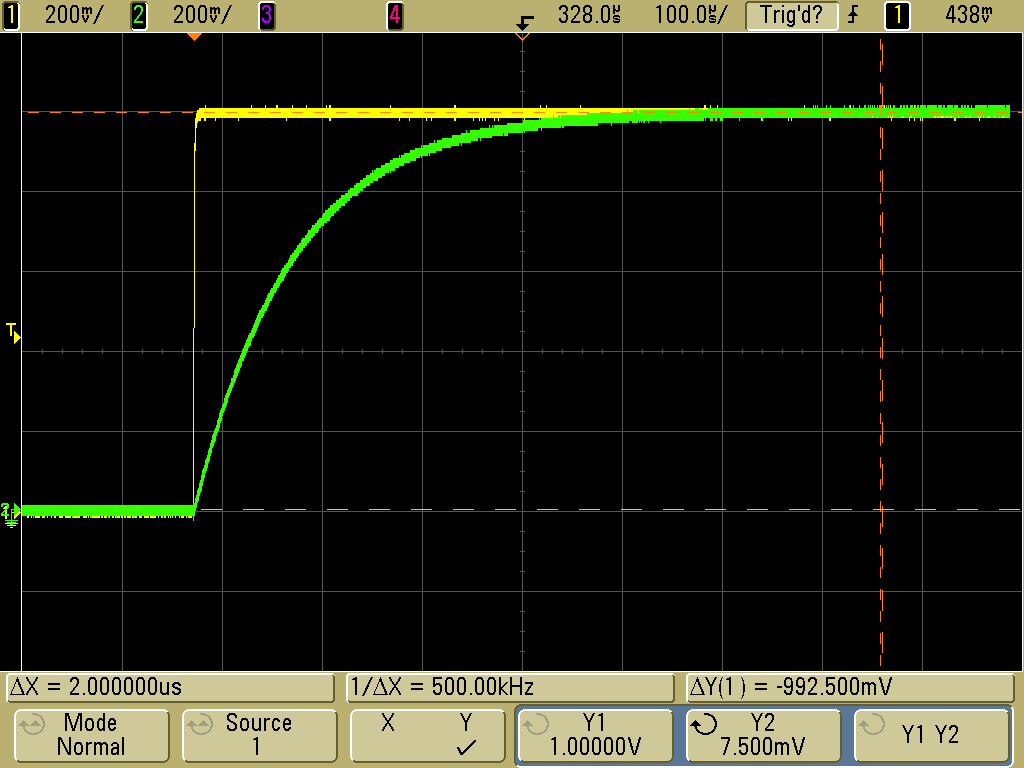 1 200mV/ 2 200mV/ 3 4 328.0us 100.0us/ Trig'd? 1 438mV
T
ΔX = 2.000000us 1/ΔX = 500.00kHz ΔY(1) = -992.500mV
Mode Source X Y Y1 Y2 Y1 Y2
Normal 1 1.00000V 7.500mV